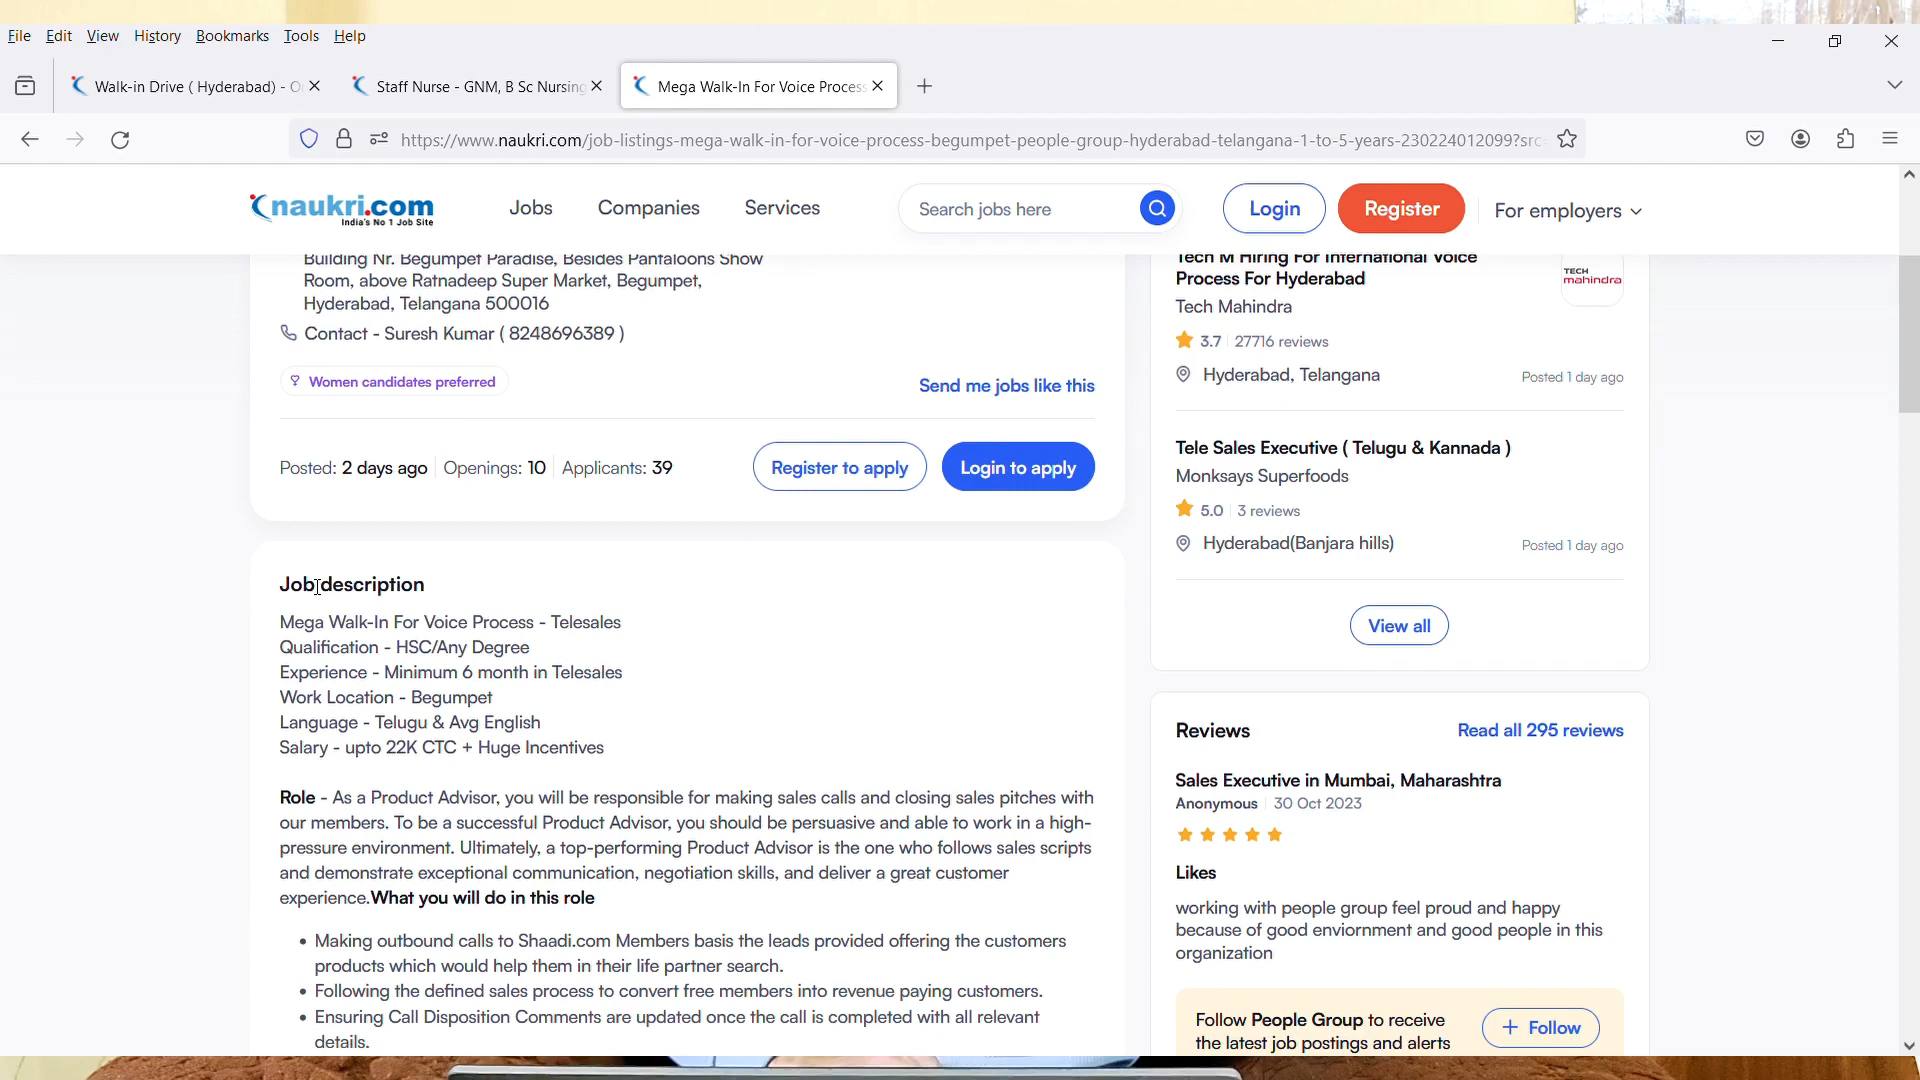 File Edit View History Bookmarks Tools Help
Walk-in Drive ( Hyderabad) - O
Staff Nurse - GNM, B Sc Nursing
Mega Walk-In For Voice Process
https://www.naukri.com/job-listings-mega-walk-in-for-voice-process-begumpet-people-group-hyderabad-telangana-1-to-5-years-230224012099?src=
naukri.com
India's No 1 Job Site
Jobs Companies Services
Search jobs here
Login
Register
For employers
Building Nr. Begumpet Paradise, Besides Pantaloons Show
Room, above Ratnadeep Super Market, Begumpet,
Hyderabad, Telangana 500016
Contact - Suresh Kumar ( 8248696389 )
Women candidates preferred
Send me jobs like this
Posted: 2 days ago Openings: 10 Applicants: 39
Register to apply
Login to apply
Job description
Mega Walk-In For Voice Process - Telesales
Qualification - HSC/Any Degree
Experience - Minimum 6 month in Telesales
Work Location - Begumpet
Language - Telugu & Avg English
Salary - upto 22K CTC + Huge Incentives
Role - As a Product Advisor, you will be responsible for making sales calls and closing sales pitches with
our members. To be a successful Product Advisor, you should be persuasive and able to work in a high-
pressure environment. Ultimately, a top-performing Product Advisor is the one who follows sales scripts
and demonstrate exceptional communication, negotiation skills, and deliver a great customer
experience.What you will do in this role
• Making outbound calls to Shaadi.com Members basis the leads provided offering the customers
products which would help them in their life partner search.
• Following the defined sales process to convert free members into revenue paying customers.
• Ensuring Call Disposition Comments are updated once the call is completed with all relevant
details.
Tech M Hiring For International Voice
Process For Hyderabad
TECH
mahindra
Tech Mahindra
3.7 27716 reviews
Hyderabad, Telangana
Posted 1 day ago
Tele Sales Executive ( Telugu & Kannada )
Monksays Superfoods
5.0 3 reviews
Hyderabad(Banjara hills)
Posted 1 day ago
View all
Reviews
Read all 295 reviews
Sales Executive in Mumbai, Maharashtra
Anonymous 30 Oct 2023
Likes
working with people group feel proud and happy
because of good enviornment and good people in this
organization
Follow People Group to receive
the latest job postings and alerts
+ Follow